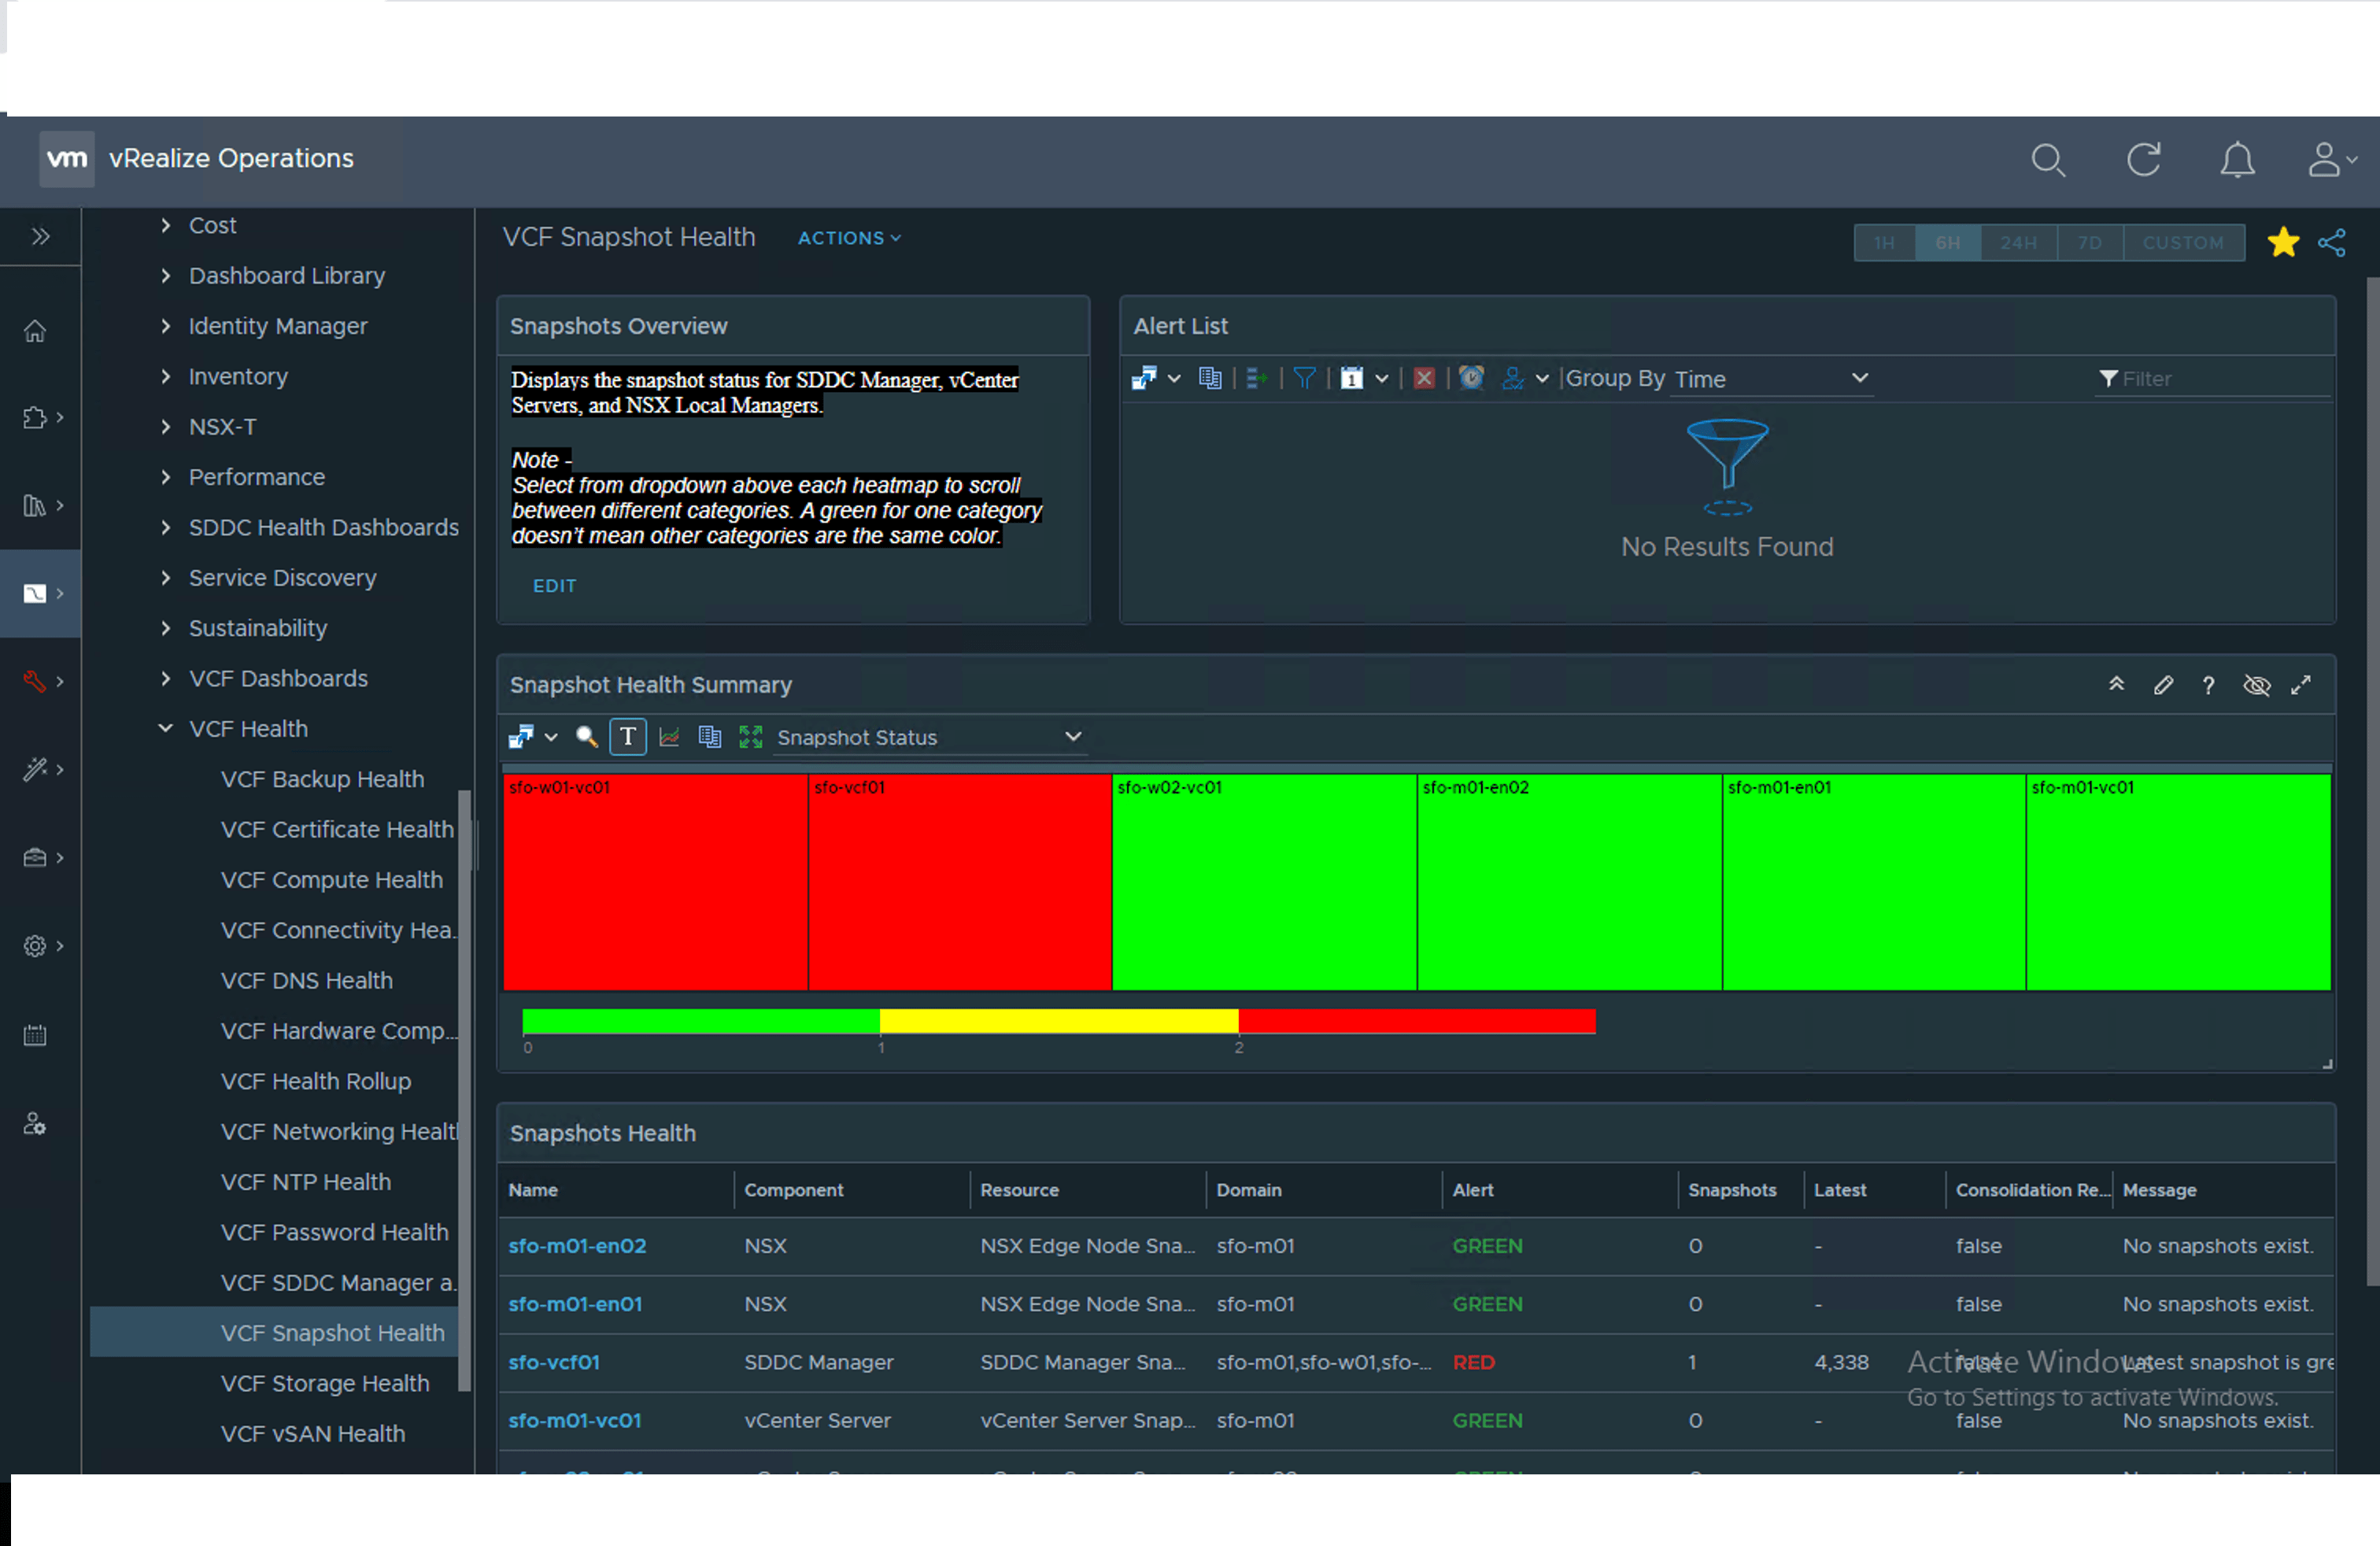 vm vRealize Operations
Cost
Dashboard Library
Identity Manager
Inventory
NSX-T
Performance
SDDC Health Dashboards
Service Discovery
Sustainability
VCF Dashboards
VCF Health
VCF Backup Health
VCF Certificate Health
VCF Compute Health
VCF Connectivity Hea..
VCF DNS Health
VCF Hardware Comp...
VCF Health Rollup
VCF Networking Healt
VCF NTP Health
VCF Password Health
VCF SDDC Manager a..
VCF Snapshot Health
VCF Storage Health
VCF vSAN Health
VCF Snapshot Health ACTIONS
1H 6H 24H 7D CUSTOM
Snapshots Overview
Displays the snapshot status for SDDC Manager, vCenter
Servers, and NSX Local Managers.
Note -
Select from dropdown above each heatmap to scroll
between different categories. A green for one category
doesn't mean other categories are the same color.
EDIT
Alert List
1 Group By Time Filter
No Results Found
Snapshot Health Summary ?
T Snapshot Status
sfo-w01-vc01 sfo-vcf01 sfo-w02-vc01 sfo-m01-en02 sfo-m01-en01 sfo-m01-vc01
0 1 2
Snapshots Health
Name Component Resource Domain Alert Snapshots Latest Consolidation Re... Message
sfo-m01-en02 NSX NSX Edge Node Sna... sfo-m01 GREEN 0 - false No snapshots exist.
sfo-m01-en01 NSX NSX Edge Node Sna... sfo-m01 GREEN 0 - false No snapshots exist.
sfo-vcf01 SDDC Manager SDDC Manager Sna... sfo-m01,sfo-w01,sfo-... RED 1 4,338 false Latest snapshot is gre
sfo-m01-vc01 vCenter Server vCenter Server Snap... sfo-m01 GREEN 0 - false No snapshots exist.
Activate Windows
Go to Settings to activate Windows.